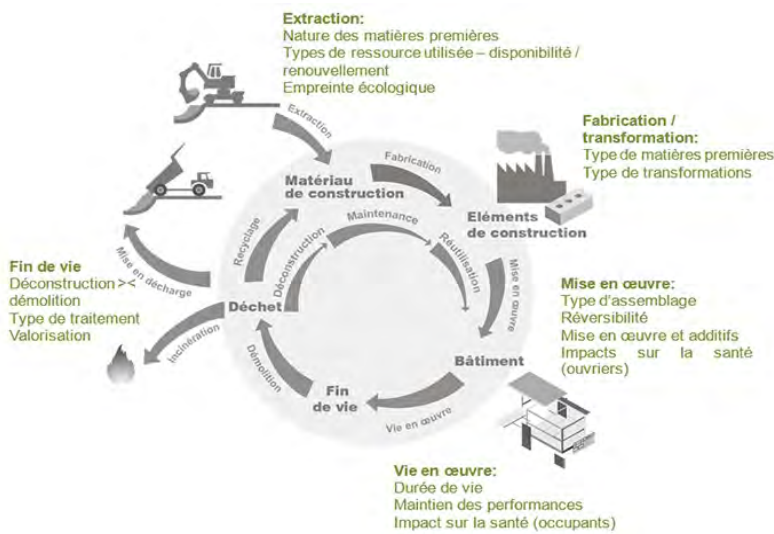 Extraction:
Nature des matières premières
Types de ressource utilisée – disponibilité /
renouvellement
Empreinte écologique
Extraction
Fabrication /
transformation:
Type de matières premières
Type de transformations
Fabrication
Matériau
de construction
Maintenance
Eléments
de construction
Recyclage
Déconstruction
Réutilisation
Mise en œuvre
Mise en décharge
Fin de vie
Déconstruction ><
démolition
Type de traitement
Valorisation
Déchet
incinération
Mise en œuvre:
Type d'assemblage
Réversibilité
Mise en œuvre et additifs
Impacts sur la santé
(ouvriers)
Bâtiment
Démolition
Fin
de vie
Vie en œuvre
Vie en œuvre:
Durée de vie
Maintien des performances
Impact sur la santé (occupants)